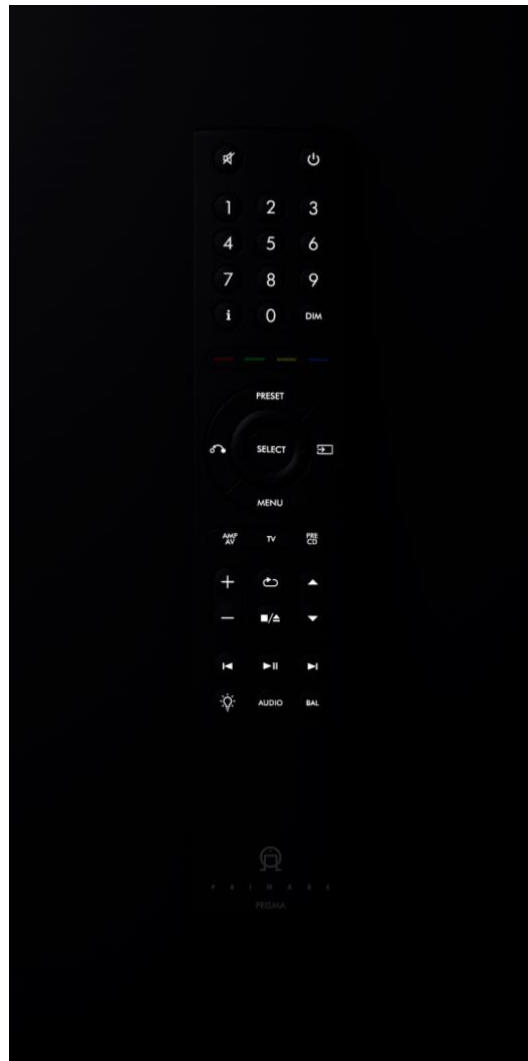 1 2 3
4 5 6
7 8 9
i 0 DIM
PRESET
SELECT
MENU
AMP TV PRE
AV CD
AUDIO BAL
PRIMARE
PRISMA